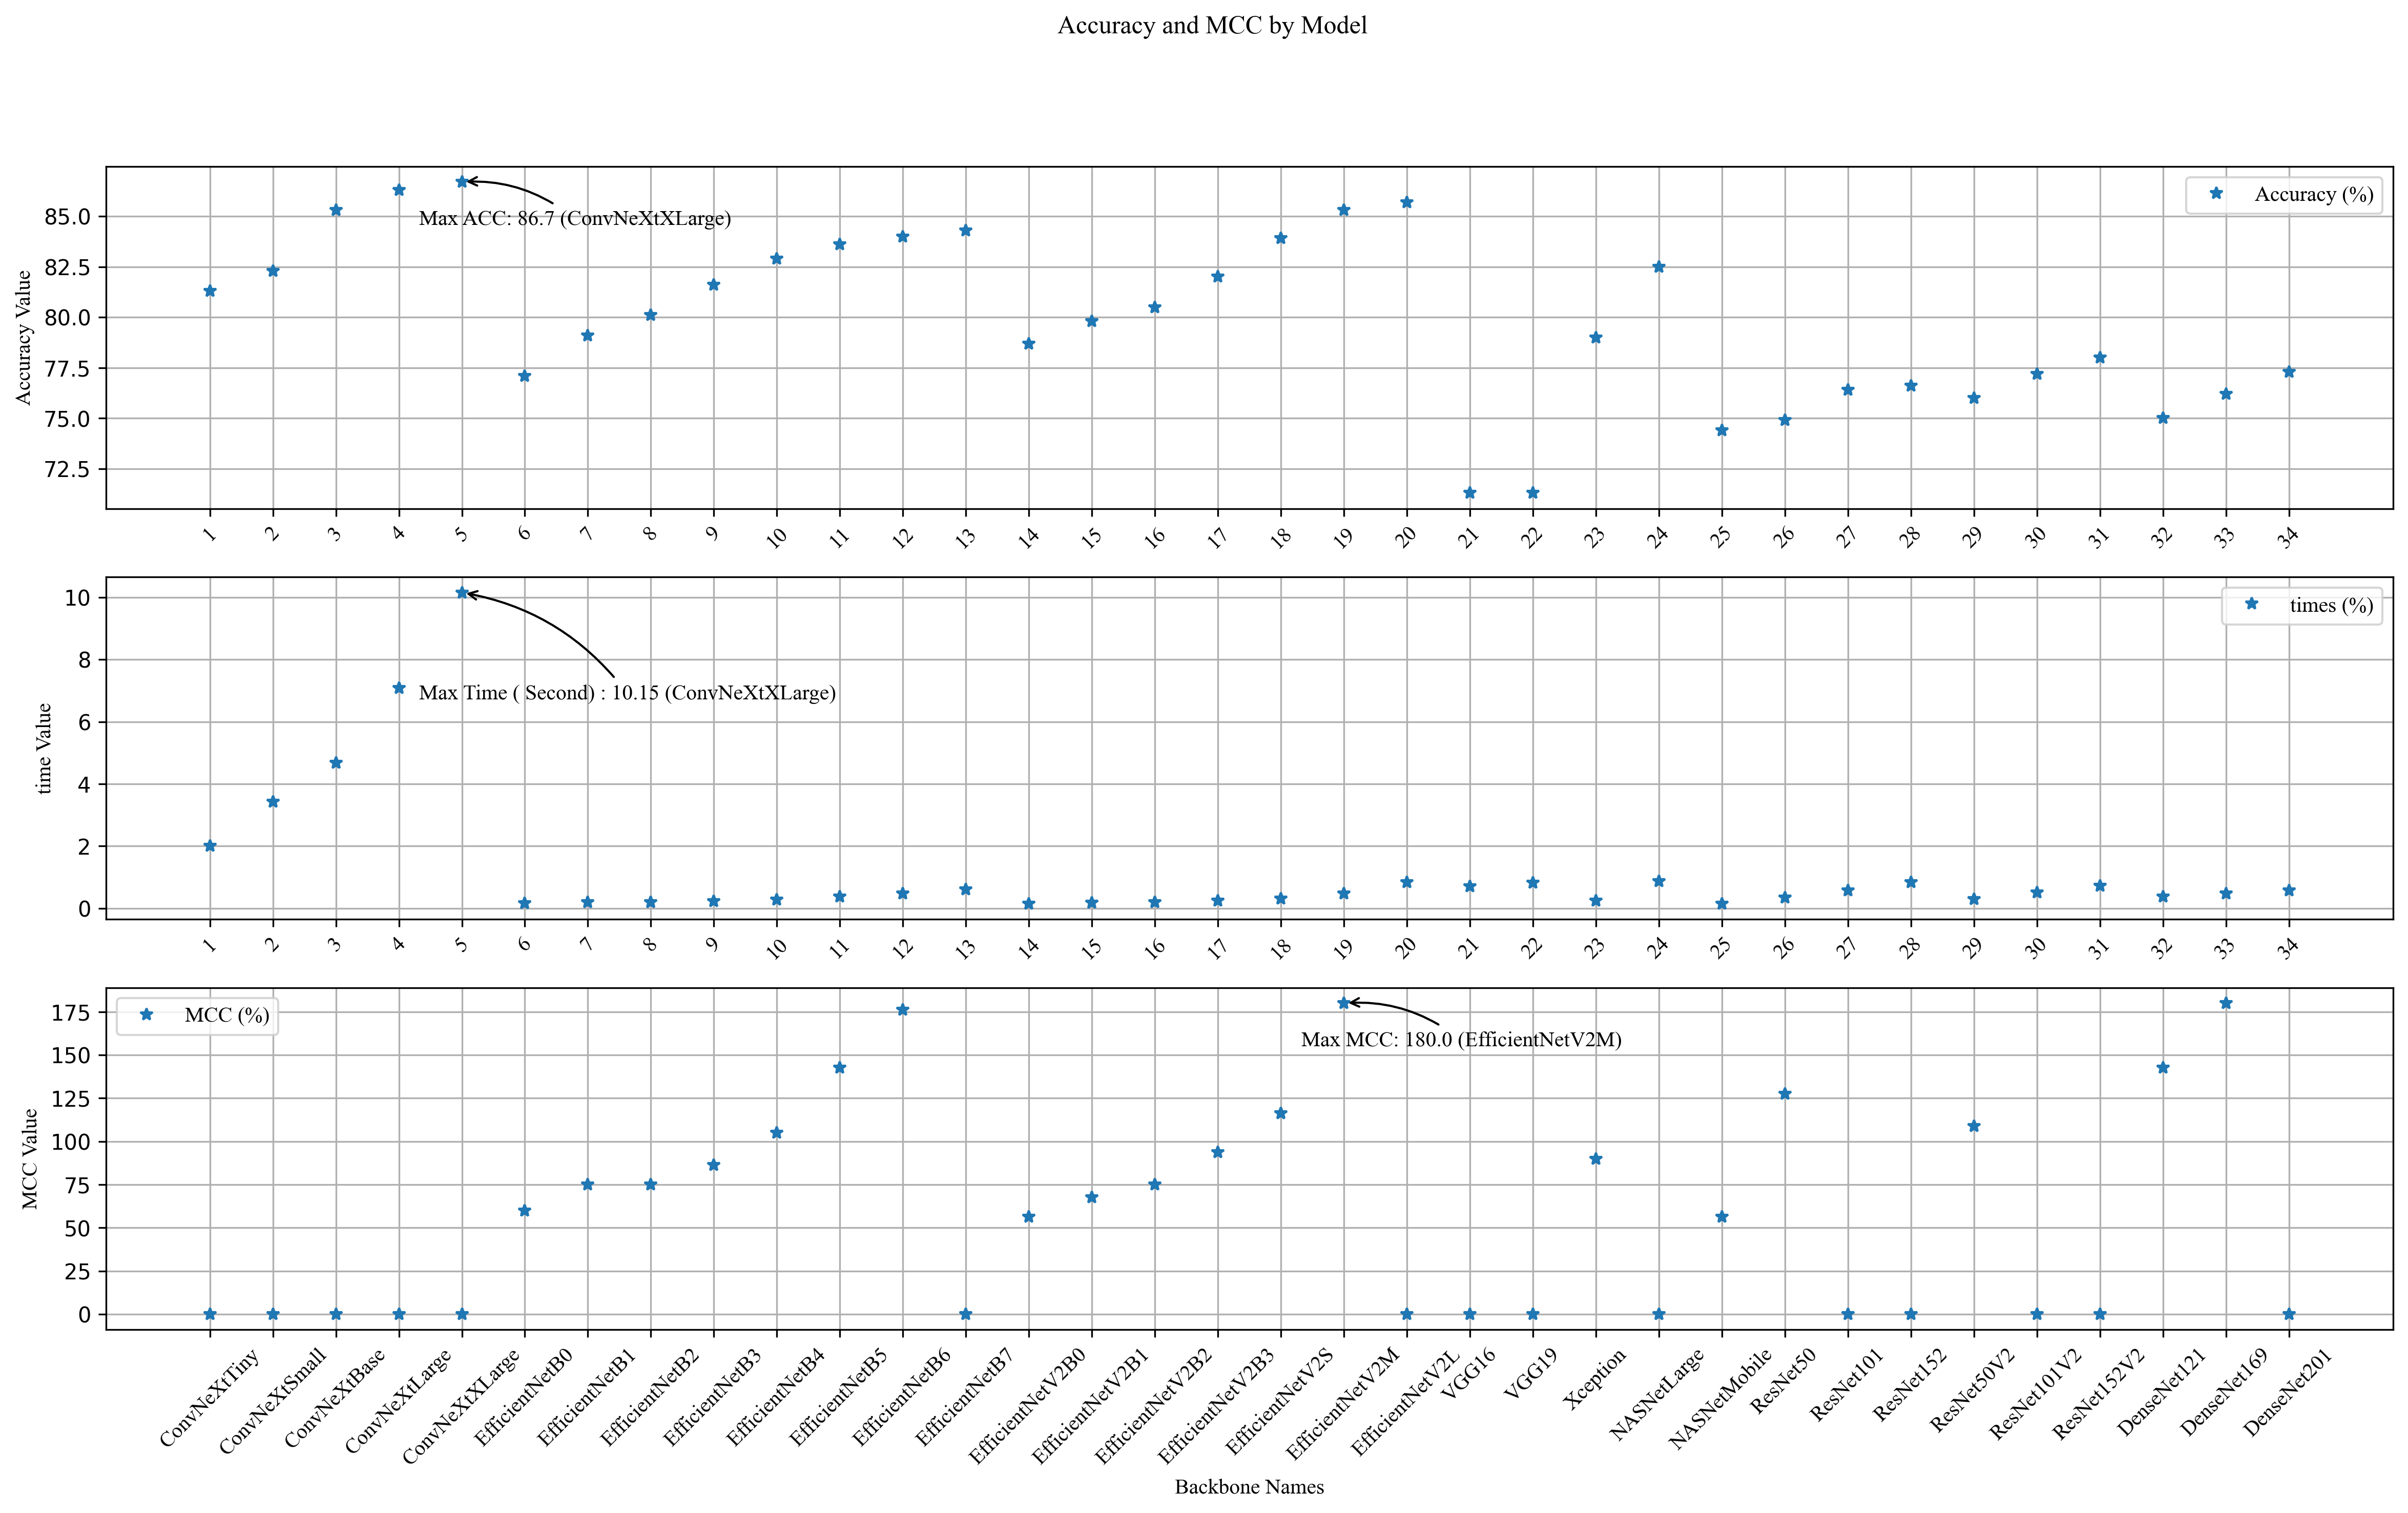 Accuracy and MCC by Model
Accuracy Value
85.0
82.5
80.0
77.5
75.0
72.5
Max ACC: 86.7 (ConvNeXtXLarge)
Accuracy (%)
1 2 3 4 5 6 7 8 9 10 11 12 13 14 15 16 17 18 19 20 21 22 23 24 25 26 27 28 29 30 31 32 33 34
time Value
10
8
6
4
2
0
Max Time ( Second) : 10.15 (ConvNeXtXLarge)
times (%)
1 2 3 4 5 6 7 8 9 10 11 12 13 14 15 16 17 18 19 20 21 22 23 24 25 26 27 28 29 30 31 32 33 34
MCC Value
175
150
125
100
75
50
25
0
MCC (%)
Max MCC: 180.0 (EfficientNetV2M)
ConvNeXtTiny
ConvNeXtSmall
ConvNeXtBase
ConvNeXtLarge
ConvNeXtXLarge
EfficientNetB0
EfficientNetB1
EfficientNetB2
EfficientNetB3
EfficientNetB4
EfficientNetB5
EfficientNetB6
EfficientNetB7
EfficientNetV2B0
EfficientNetV2B1
EfficientNetV2B2
EfficientNetV2B3
EfficientNetV2S
EfficientNetV2M
EfficientNetV2L
VGG16
VGG19
Xception
NASNetLarge
NASNetMobile
ResNet50
ResNet101
ResNet152
ResNet50V2
ResNet101V2
ResNet152V2
DenseNet121
DenseNet169
DenseNet201
Backbone Names